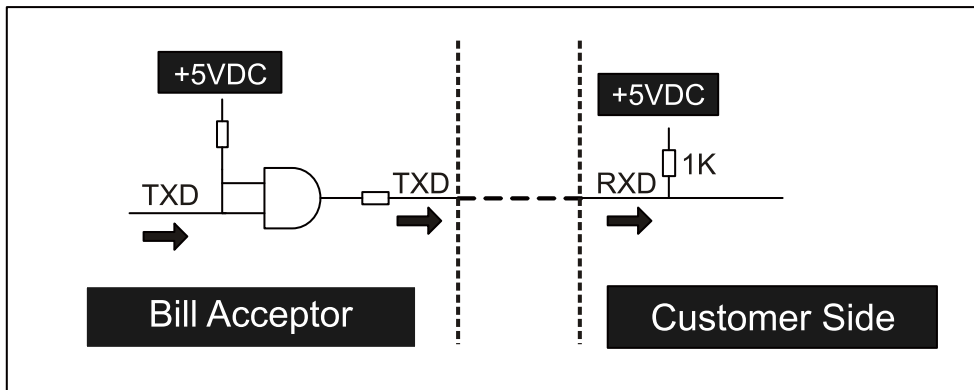 +5VDC
+5VDC
1K
TXD
TXD
RXD
Bill Acceptor
Customer Side